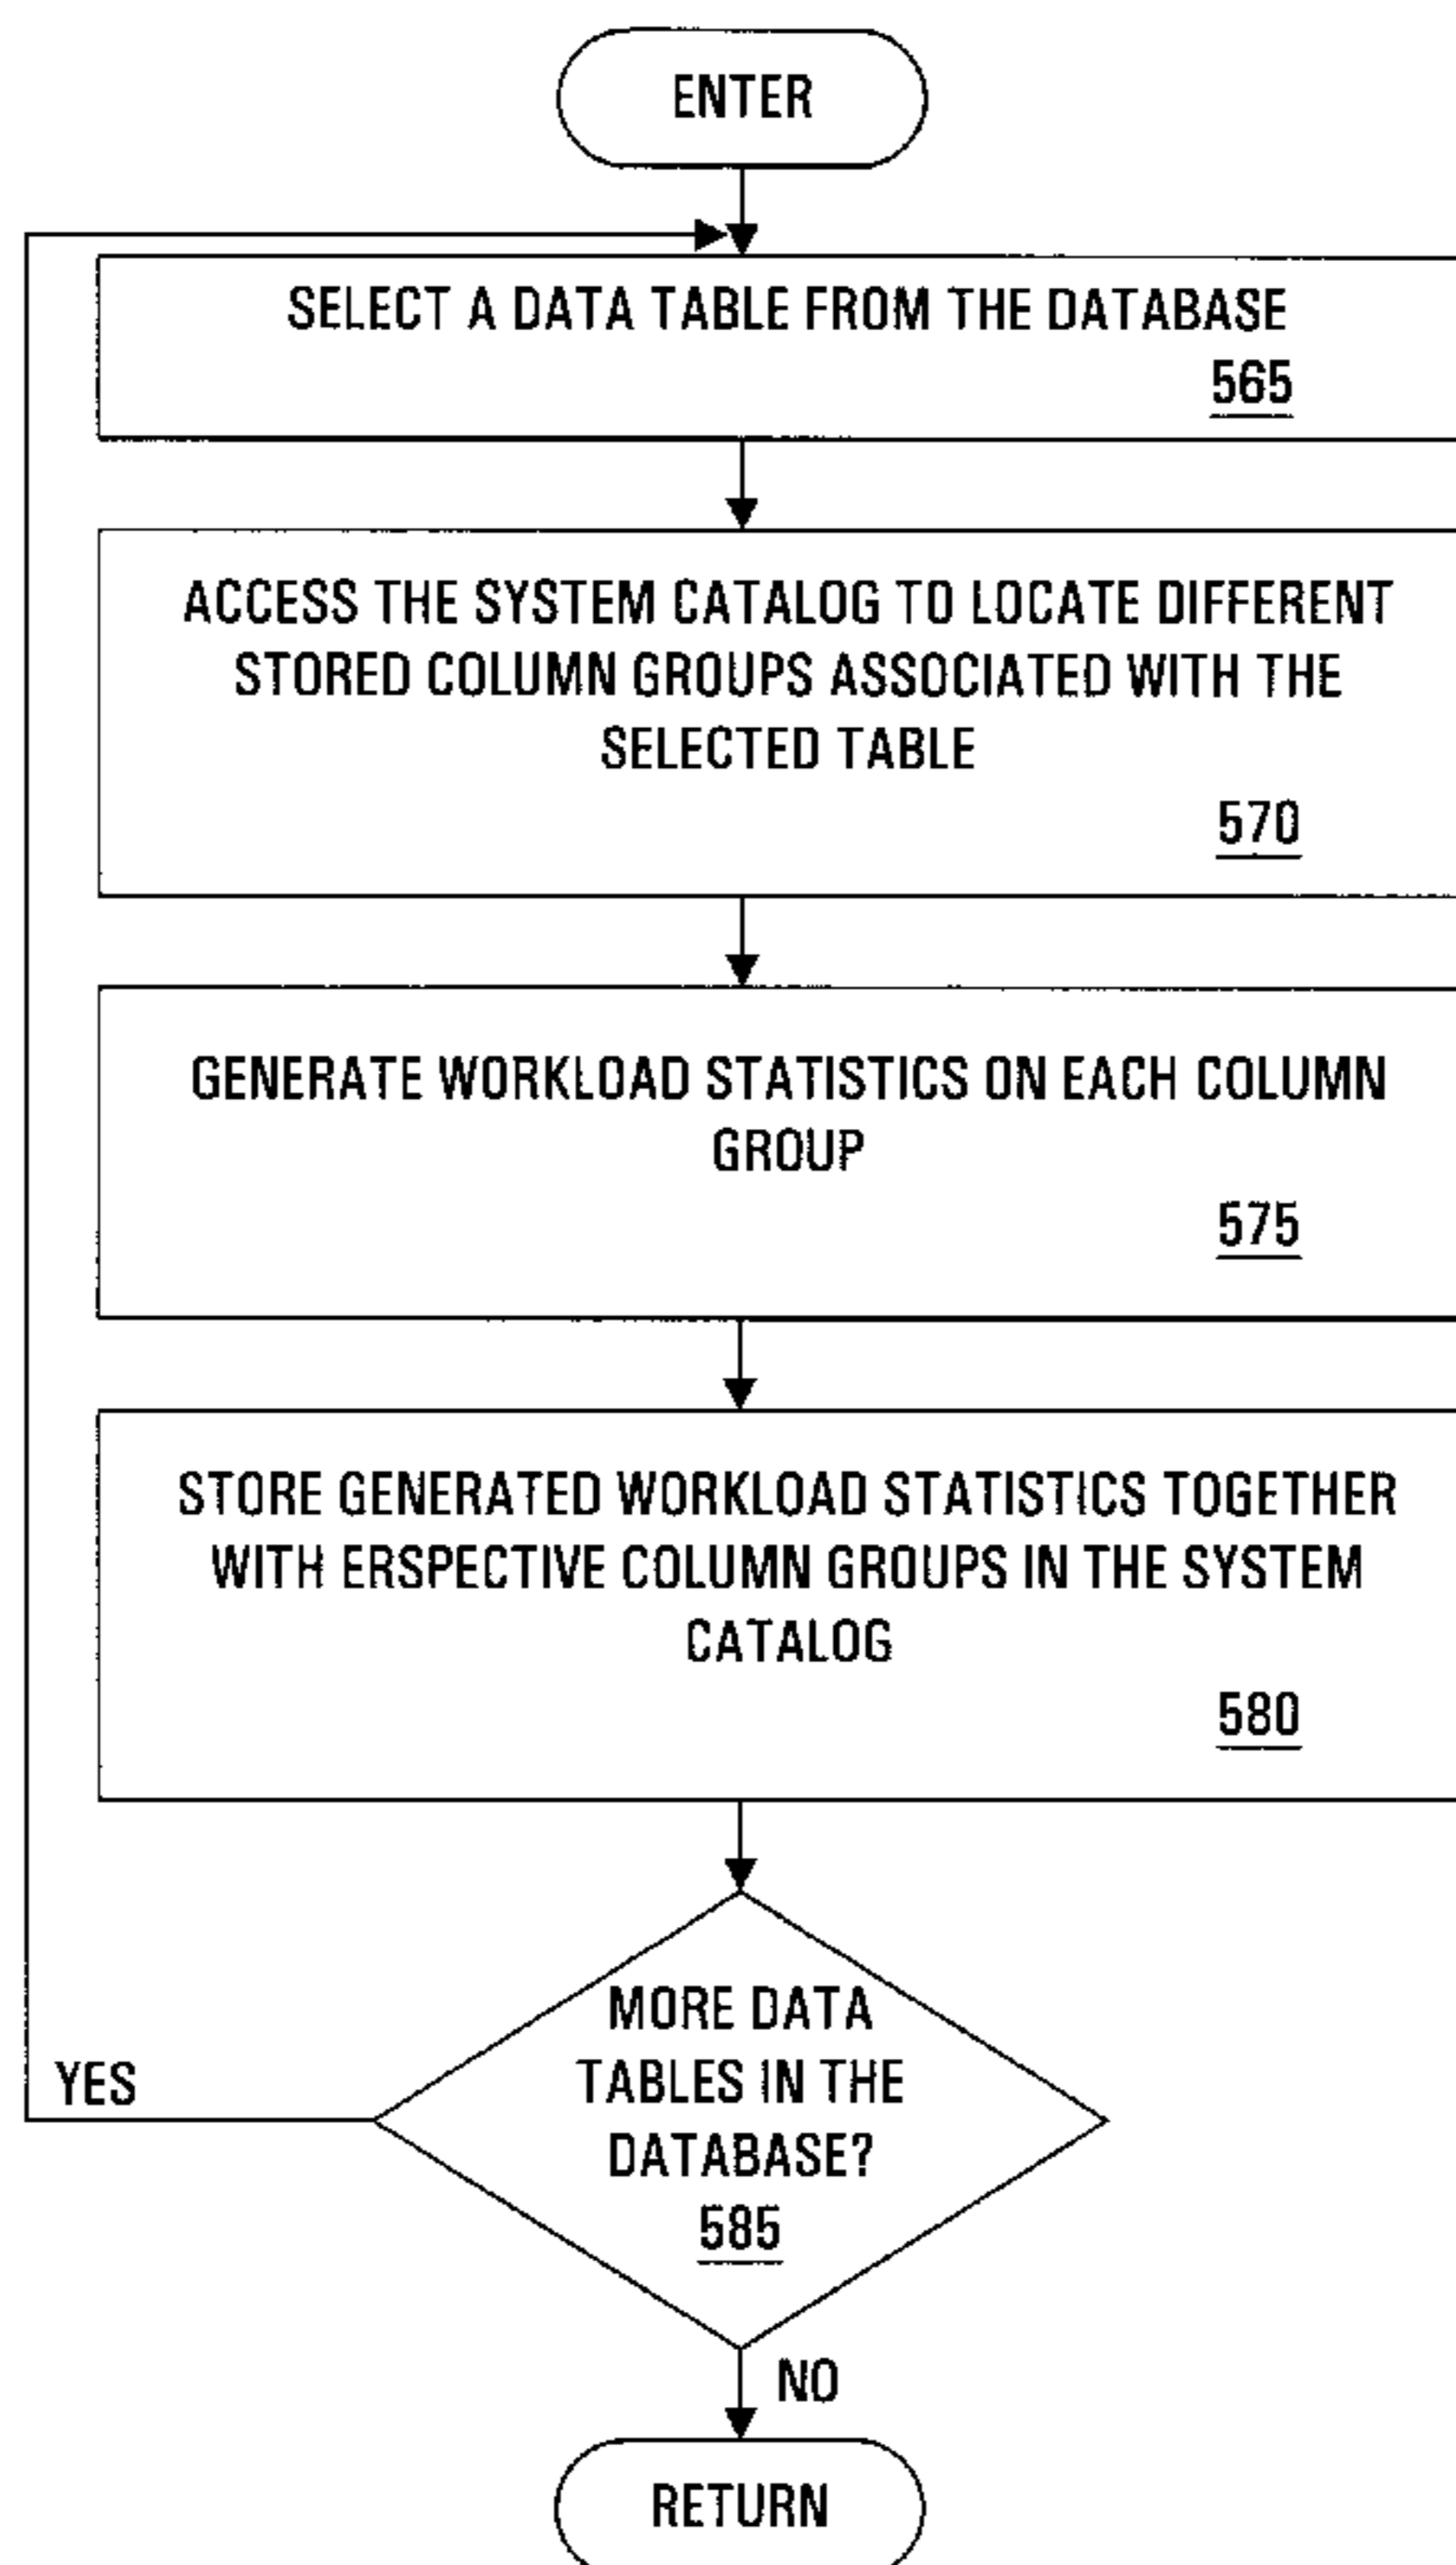 ENTER
SELECT A DATA TABLE FROM THE DATABASE
565
ACCESS THE SYSTEM CATALOG TO LOCATE DIFFERENT
STORED COLUMN GROUPS ASSOCIATED WITH THE
SELECTED TABLE
570
GENERATE WORKLOAD STATISTICS ON EACH COLUMN
GROUP
575
STORE GENERATED WORKLOAD STATISTICS TOGETHER
WITH ERSPECTIVE COLUMN GROUPS IN THE SYSTEM
CATALOG
580
MORE DATA
TABLES IN THE
DATABASE?
585
YES
NO
RETURN